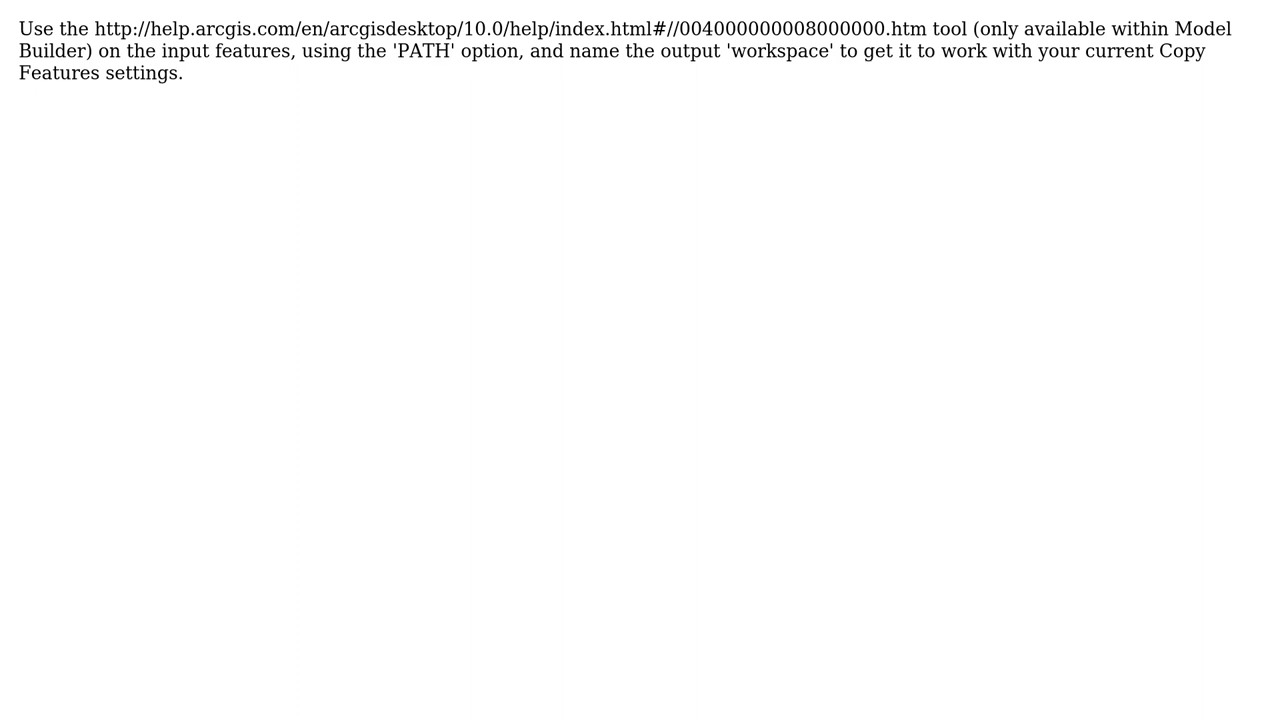 Use the http://help.arcgis.com/en/arcgisdesktop/10.0/help/index.html#//004000000008000000.htm tool (only available within Model
Builder) on the input features, using the 'PATH' option, and name the output 'workspace' to get it to work with your current Copy
Features settings.